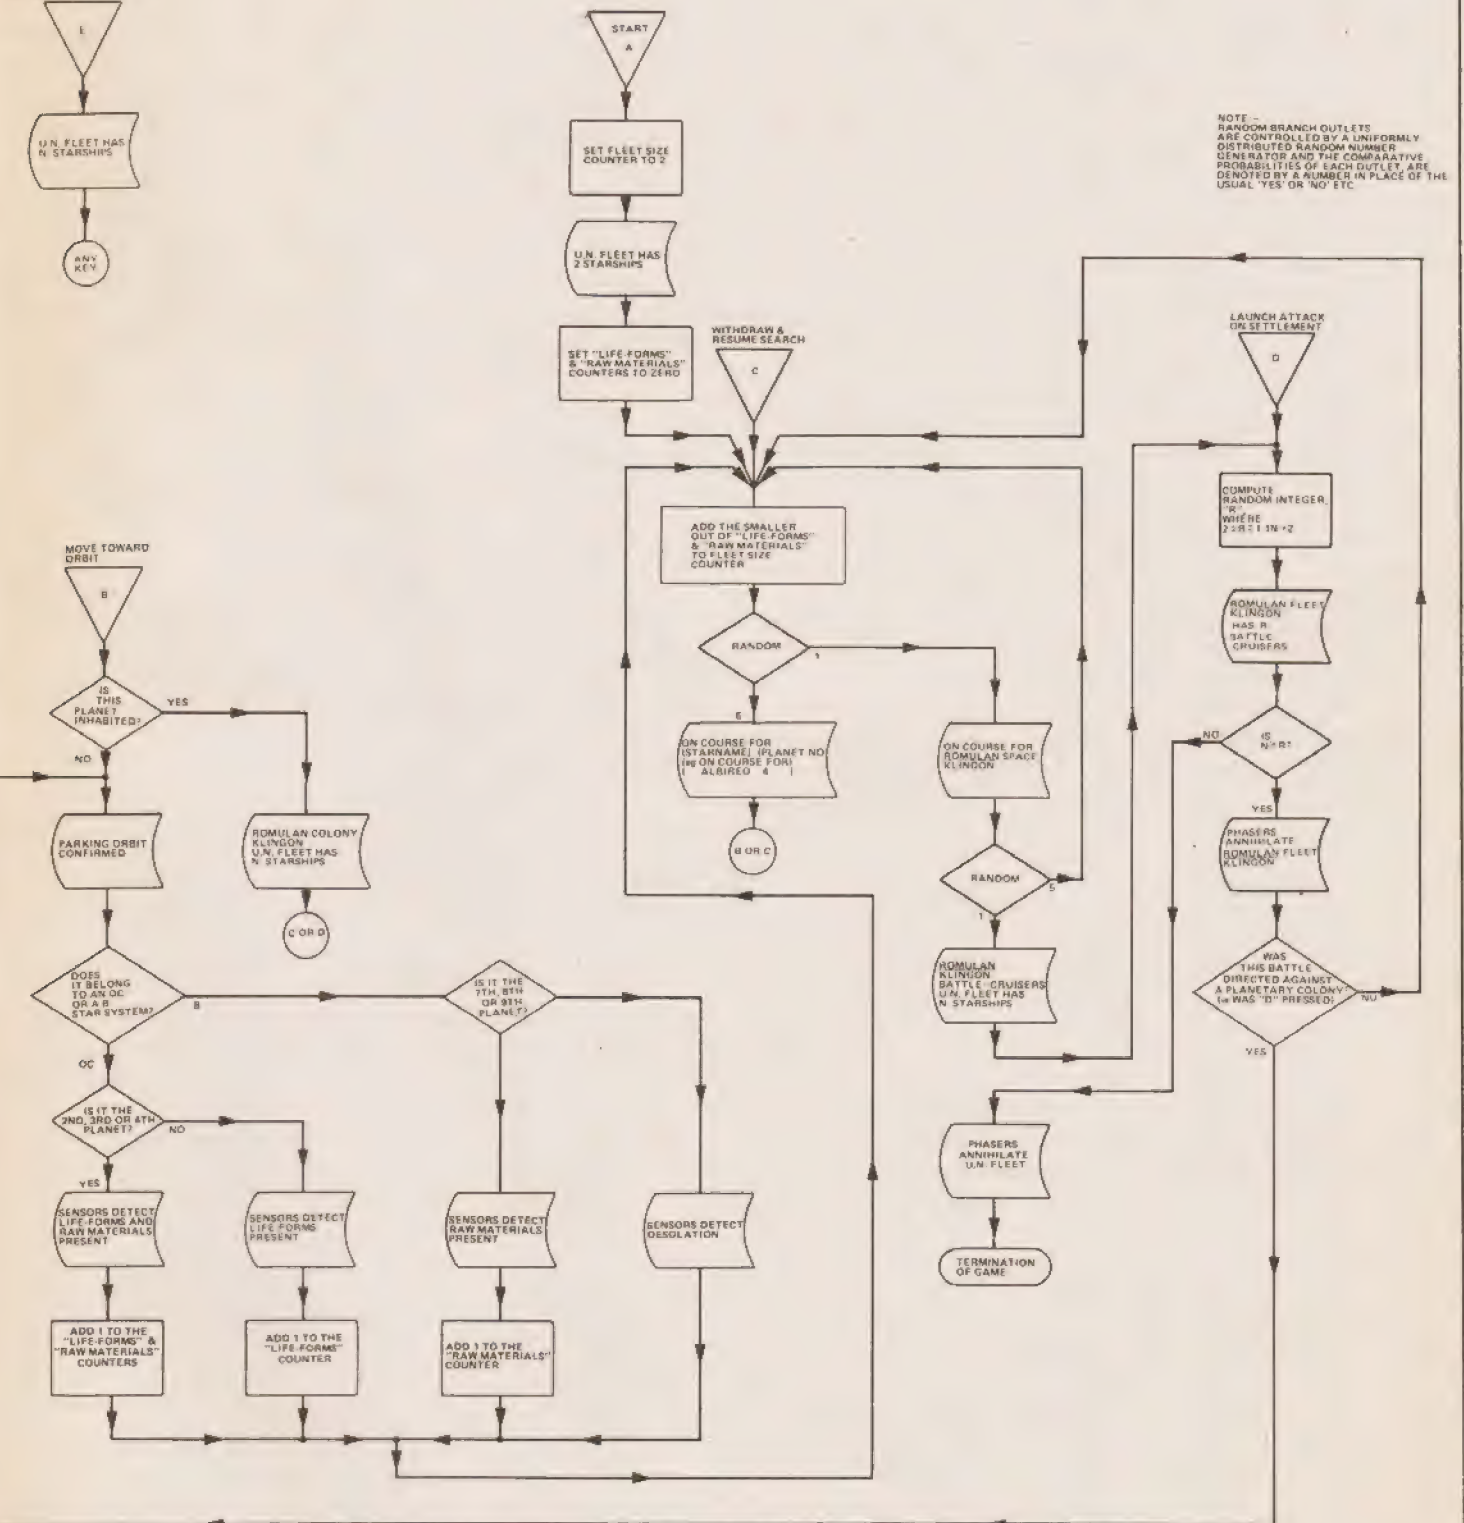 E
U.N. FLEET HAS
N STARSHIPS
ANY
KEY
START
A
SET FLEET SIZE
COUNTER TO 2
U.N. FLEET HAS
2 STARSHIPS
SET "LIFE-FORMS"
& "RAW MATERIALS"
COUNTERS TO ZERO
WITHDRAW &
RESUME SEARCH
C
NOTE :-
RANDOM BRANCH OUTLETS
ARE CONTROLLED BY A UNIFORMLY
DISTRIBUTED RANDOM NUMBER
GENERATOR AND THE COMPARATIVE
PROBABILITIES OF EACH OUTLET, ARE
DENOTED BY A NUMBER IN PLACE OF THE
USUAL 'YES' OR 'NO' ETC
LAUNCH ATTACK
ON SETTLEMENT
D
COMPUTE
RANDOM INTEGER,
"R"
WHERE
ROMULAN FLEET
KLINGON
HAS R
BATTLE
CRUISERS
IS
NO
YES
PHASERS
ANNIHILATE
ROMULAN FLEET
KLINGON
WAS
THIS BATTLE
DIRECTED AGAINST
A PLANETARY COLONY?
(ie WAS "D" PRESSED)
NO
YES
ADD THE SMALLER
OUT OF "LIFE-FORMS"
& "RAW MATERIALS"
TO FLEET SIZE
COUNTER
RANDOM
1
6
ON COURSE FOR
(STARNAME) (PLANET NO)
(eg ON COURSE FOR)
( ALBIREO 4 )
B OR C
ON COURSE FOR
ROMULAN SPACE
KLINGON
RANDOM
5
1
ROMULAN
KLINGON
BATTLE-CRUISERS
U.N. FLEET HAS
N STARSHIPS
PHASERS
ANNIHILATE
U.N. FLEET
TERMINATION
OF GAME
MOVE TOWARD
ORBIT
B
IS
THIS
PLANET
INHABITED?
YES
NO
PARKING ORBIT
CONFIRMED
ROMULAN COLONY
KLINGON
U.N. FLEET HAS
N STARSHIPS
C OR D
DOES
IT BELONG
TO AN OC
OR A B
STAR SYSTEM?
B
OC
IS IT THE
7TH, 8TH
OR 9TH
PLANET?
IS IT THE
2ND, 3RD OR 4TH
PLANET?
NO
YES
SENSORS DETECT
LIFE-FORMS AND
RAW MATERIALS
PRESENT
SENSORS DETECT
LIFE FORMS
PRESENT
SENSORS DETECT
RAW MATERIALS
PRESENT
SENSORS DETECT
DESOLATION
ADD 1 TO THE
"LIFE-FORMS" &
"RAW MATERIALS"
COUNTERS
ADD 1 TO THE
"LIFE-FORMS"
COUNTER
ADD 1 TO THE
"RAW MATERIALS"
COUNTER